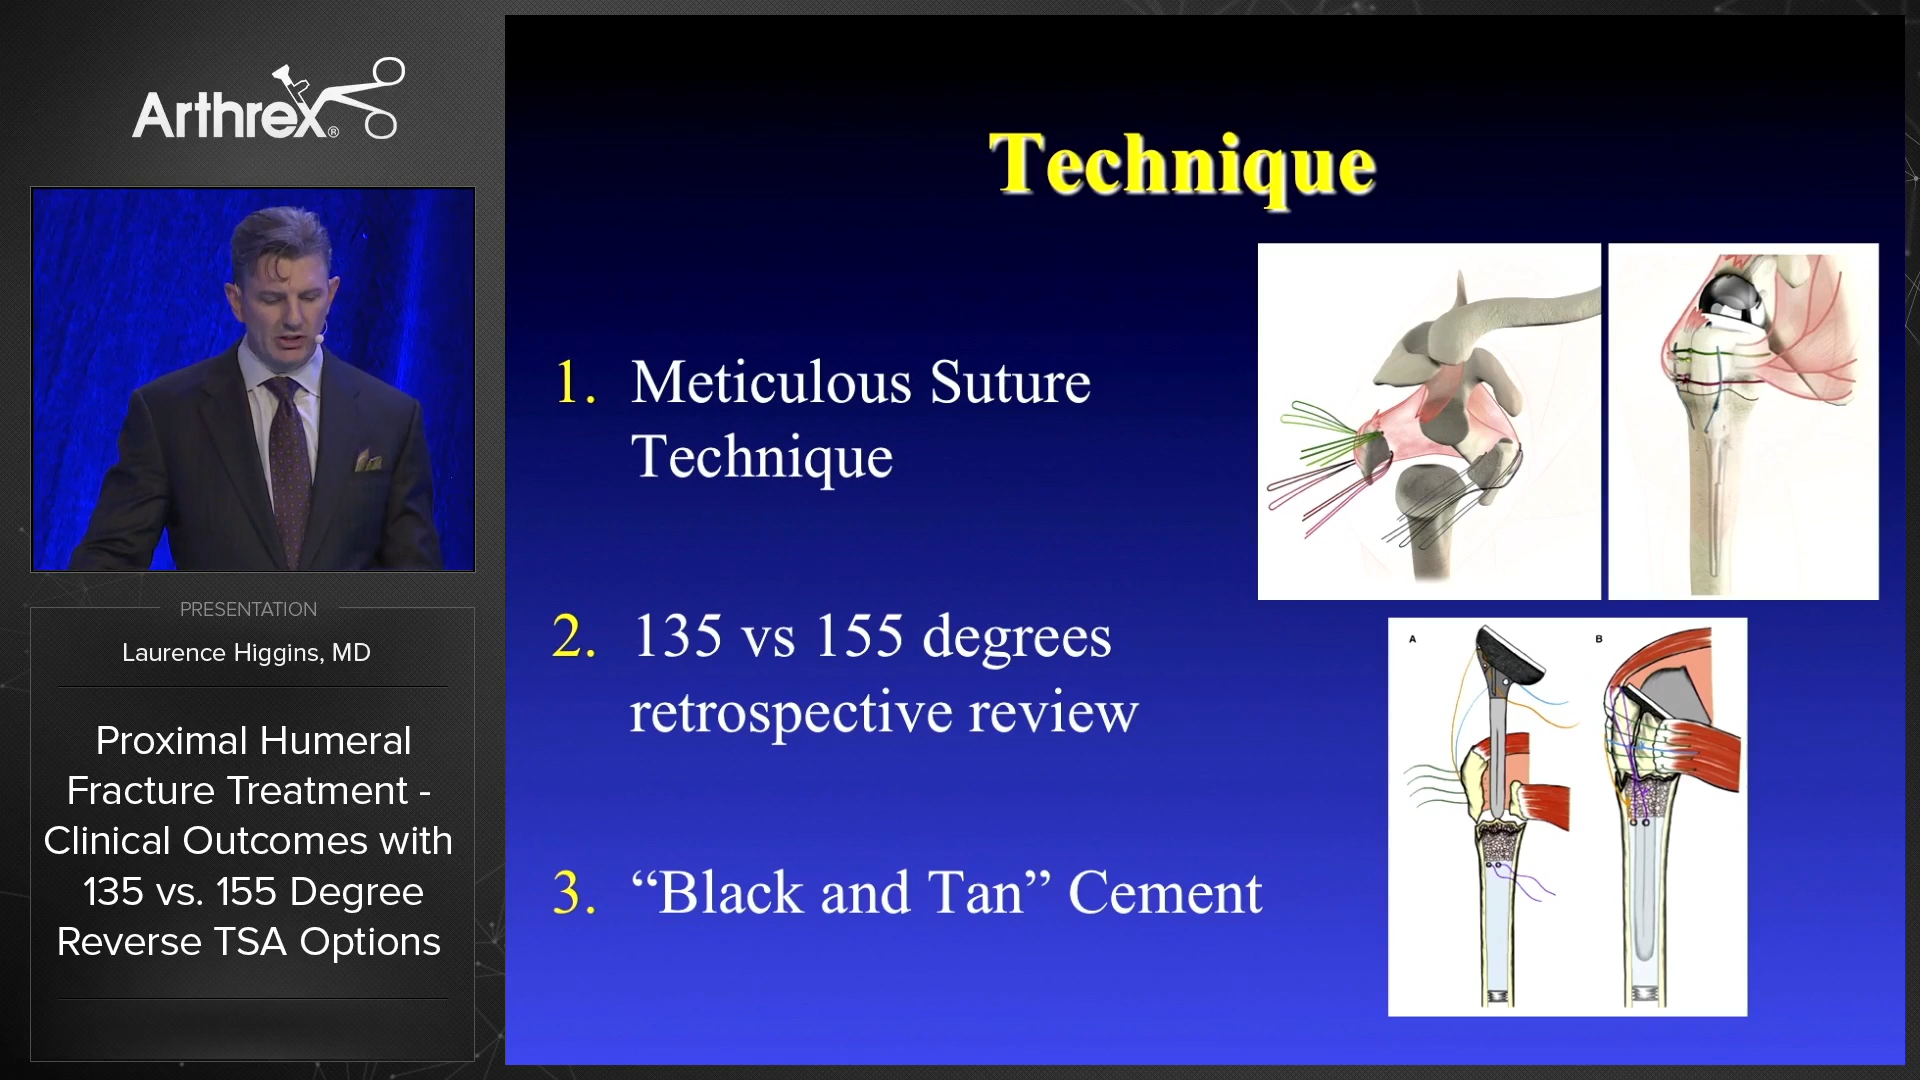 Arthrex®
PRESENTATION
Laurence Higgins, MD
Proximal Humeral
Fracture Treatment -
Clinical Outcomes with
135 vs. 155 Degree
Reverse TSA Options
Technique
1. Meticulous Suture
Technique
2. 135 vs 155 degrees
retrospective review
3. “Black and Tan” Cement
A B